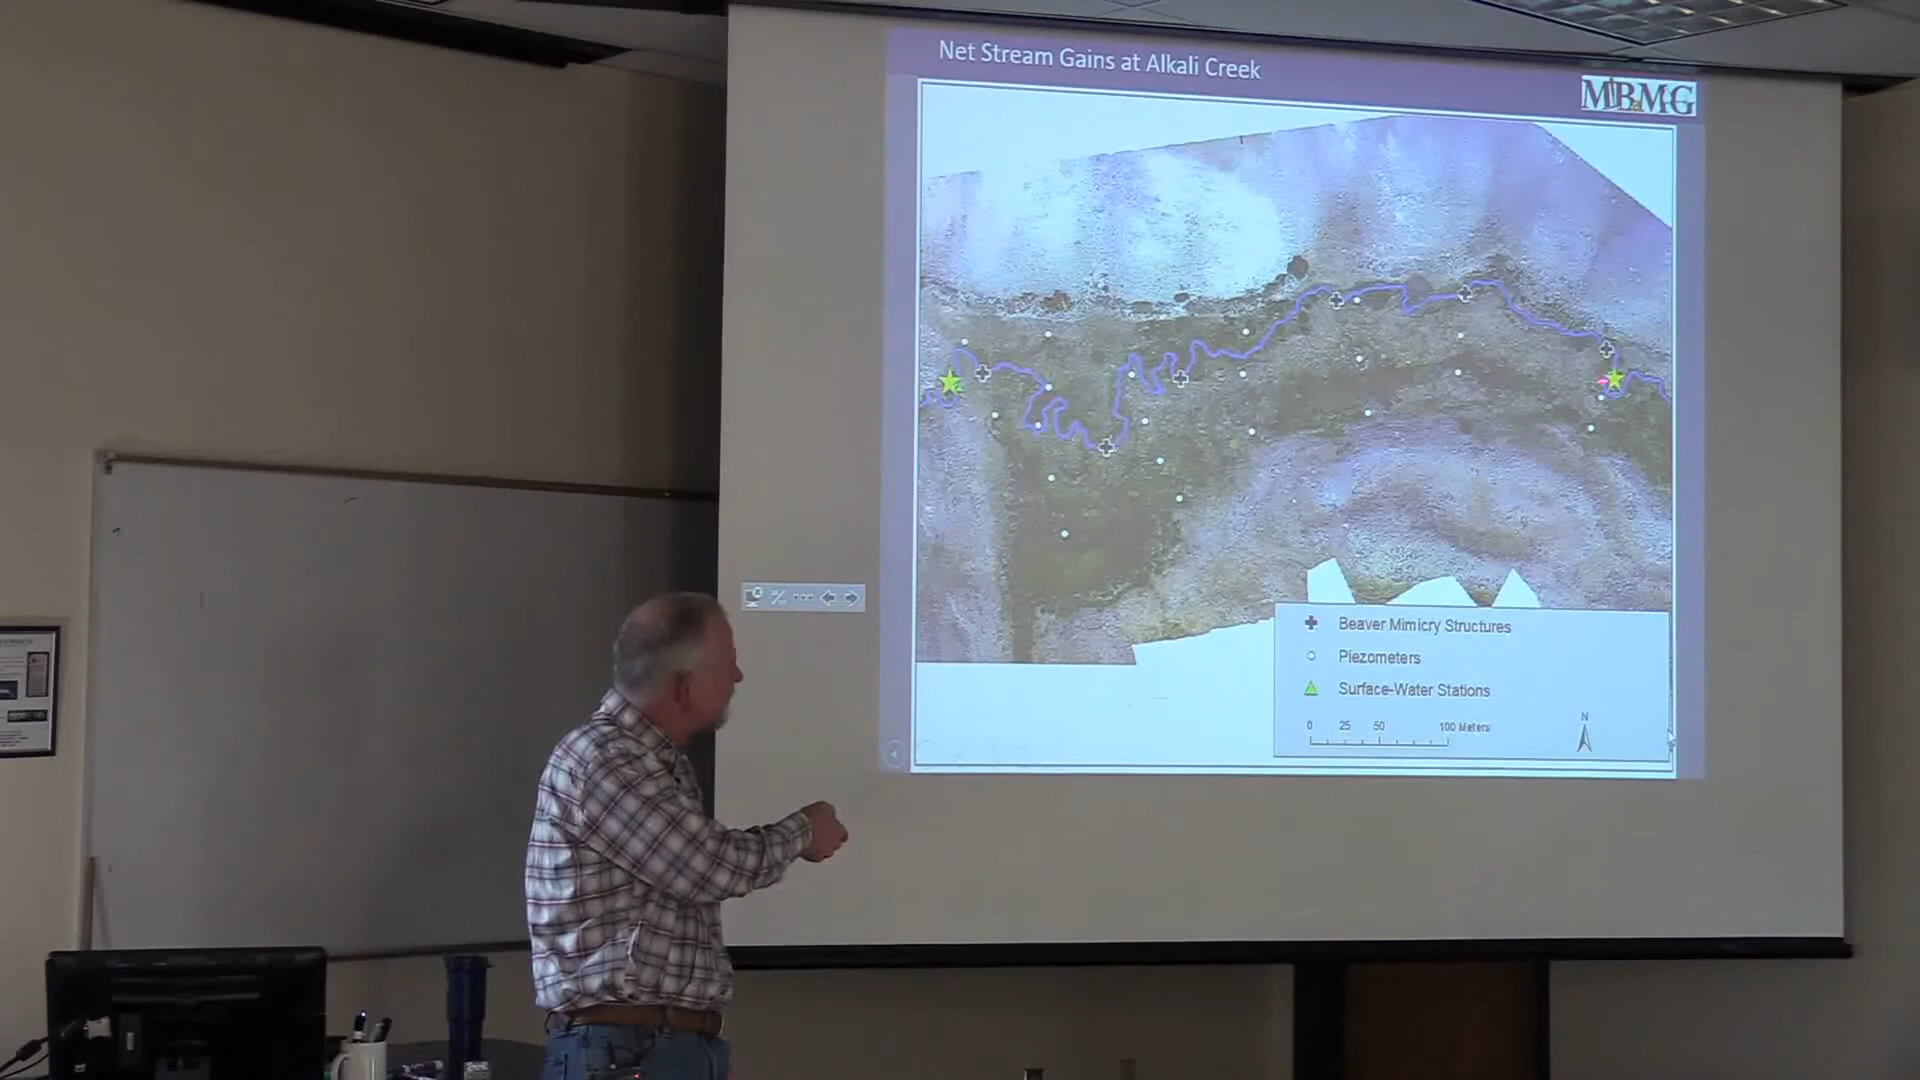 Net Stream Gains at Alkali Creek
MBMG
Beaver Mimicry Structures
Piezometers
Surface-Water Stations
0 25 50 100 Meters
N